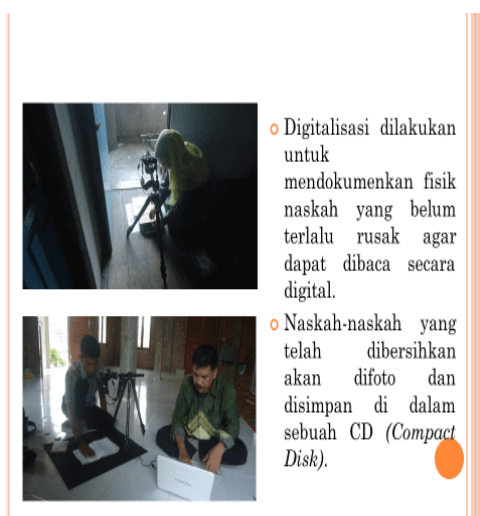 Digitalisasi dilakukan
untuk
mendokumenkan fisik
naskah yang belum
terlalu rusak agar
dapat dibaca secara
digital.
Naskah-naskah yang
telah dibersihkan
akan difoto dan
disimpan di dalam
sebuah CD (Compact
Disk).